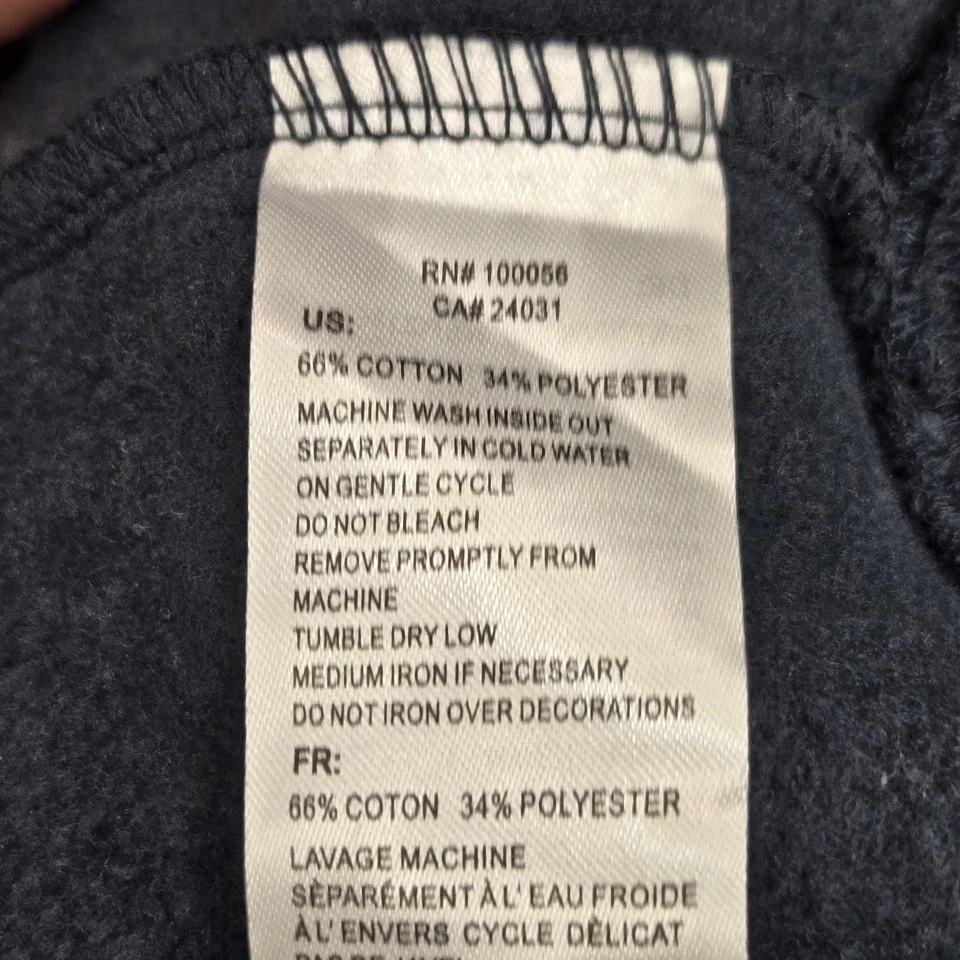 RN# 100056
CA# 24031
US:
66% COTTON 34% POLYESTER
MACHINE WASH INSIDE OUT
SEPARATELY IN COLD WATER
ON GENTLE CYCLE
DO NOT BLEACH
REMOVE PROMPTLY FROM
MACHINE
TUMBLE DRY LOW
MEDIUM IRON IF NECESSARY
DO NOT IRON OVER DECORATIONS
FR:
66% COTON 34% POLYESTER
LAVAGE MACHINE
SÈPARÉMENT À L' EAU FROIDE
À L' ENVERS CYCLE DÈLICAT